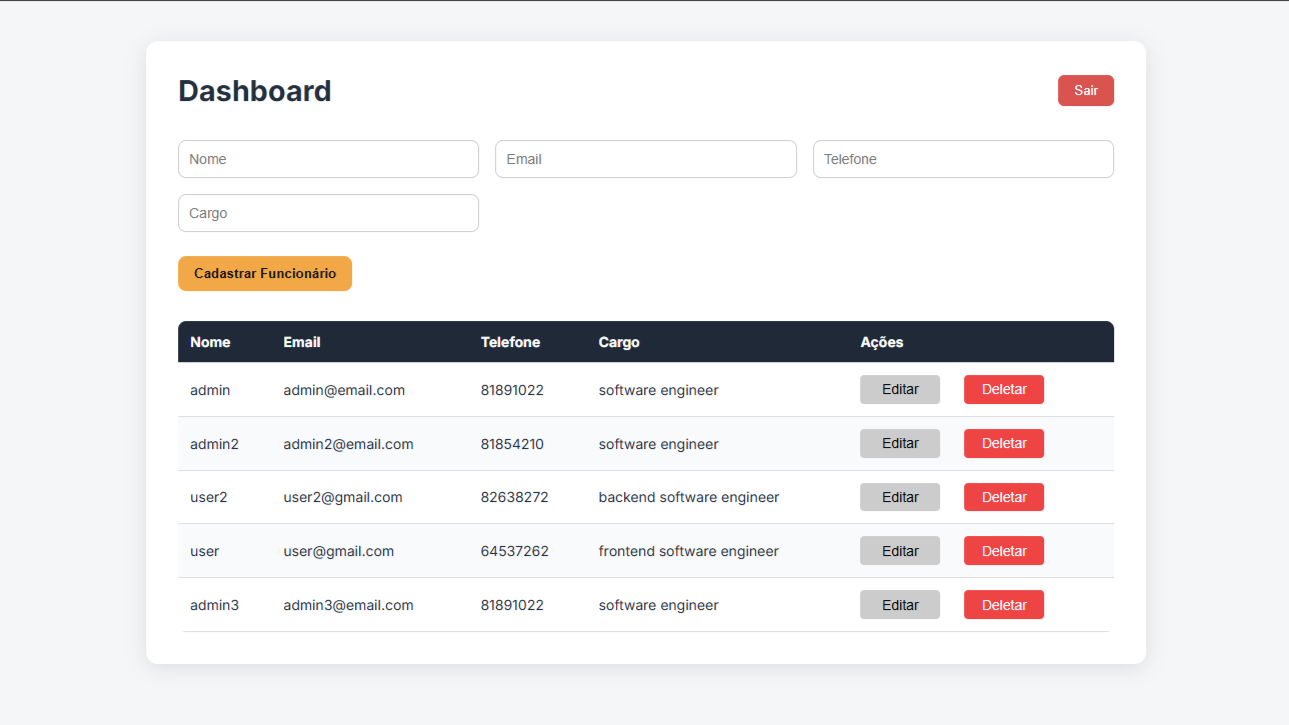 Dashboard Sair
Nome Email Telefone
Cargo
Cadastrar Funcionário
Nome Email Telefone Cargo Ações
admin admin@email.com 81891022 software engineer Editar Deletar
admin2 admin2@email.com 81854210 software engineer Editar Deletar
user2 user2@gmail.com 82638272 backend software engineer Editar Deletar
user user@gmail.com 64537262 frontend software engineer Editar Deletar
admin3 admin3@email.com 81891022 software engineer Editar Deletar